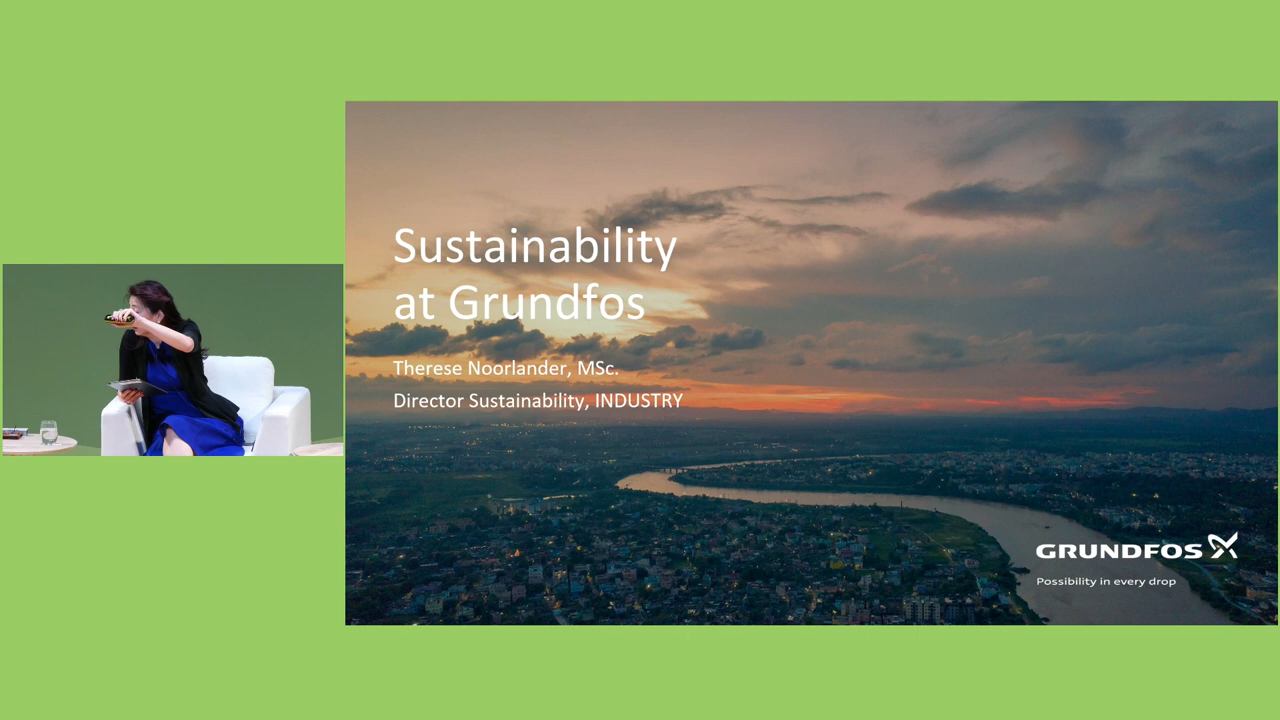 Sustainability
at Grundfos
Therese Noorlander, MSc.
Director Sustainability, INDUSTRY
GRUNDFOS
Possibility in every drop